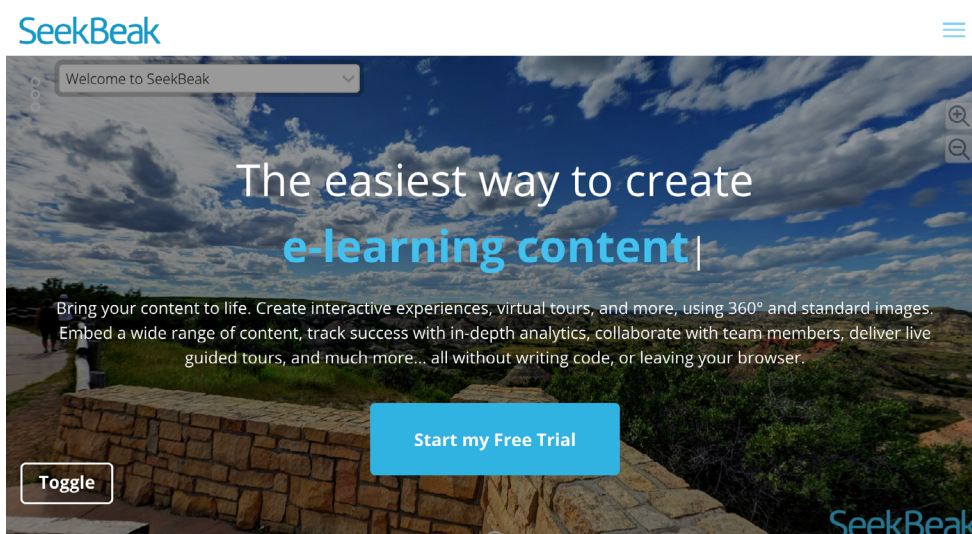 SeekBeak
Welcome to SeekBeak
The easiest way to create
e-learning content
Bring your content to life. Create interactive experiences, virtual tours, and more, using 360° and standard images.
Embed a wide range of content, track success with in-depth analytics, collaborate with team members, deliver live
guided tours, and much more... all without writing code, or leaving your browser.
Start my Free Trial
Toggle
SeekBeak